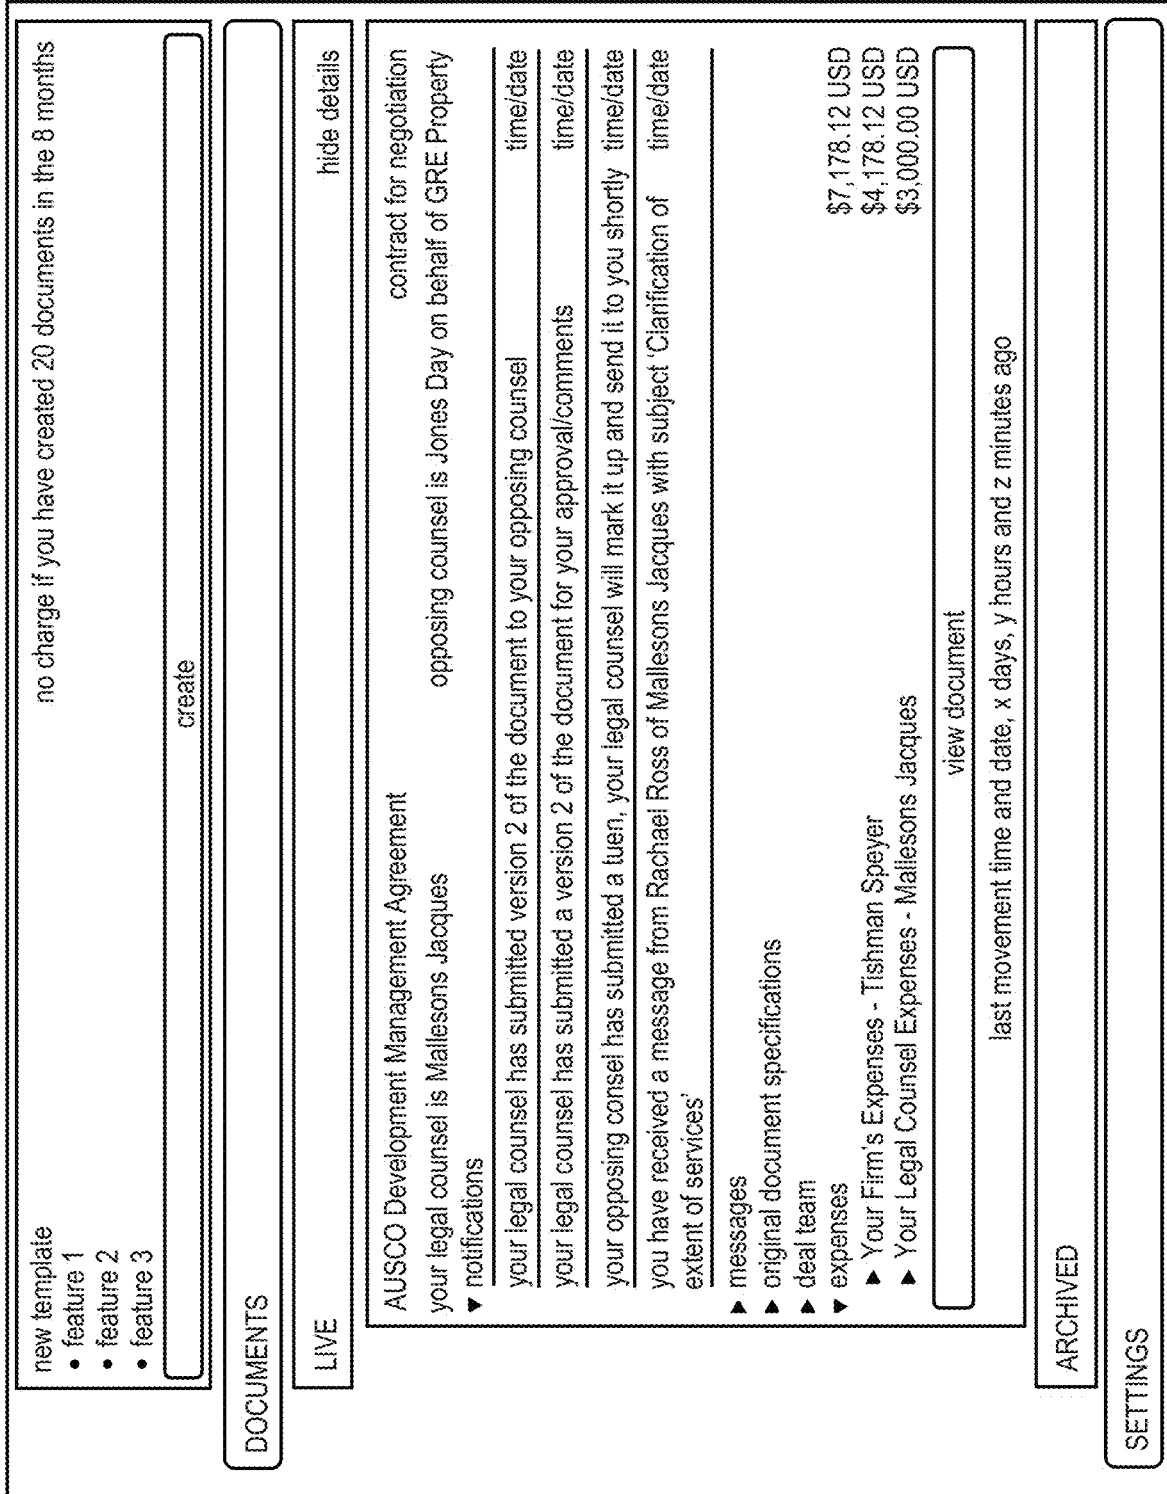 new template no charge if you have created 20 documents in the 8 months
• feature 1
• feature 2
• feature 3
create
DOCUMENTS
LIVE hide details
AUSCO Development Management Agreement contract for negotiation
your legal counsel is Mallesons Jacques opposing counsel is Jones Day on behalf of GRE Property
▼ notifications
your legal counsel has submitted version 2 of the document to your opposing counsel time/date
your legal counsel has submitted a version 2 of the document for your approval/comments time/date
your opposing consel has submitted a tuen, your legal counsel will mark it up and send it to you shortly time/date
you have received a message from Rachael Ross of Mallesons Jacques with subject 'Clarification of time/date
extent of services'
► messages
► original document specifications
► deal team
▼ expenses $7,178.12 USD
► Your Firm's Expenses - Tishman Speyer $4,178.12 USD
► Your Legal Counsel Expenses - Mallesons Jacques $3,000.00 USD
view document
last movement time and date, x days, y hours and z minutes ago
ARCHIVED
SETTINGS